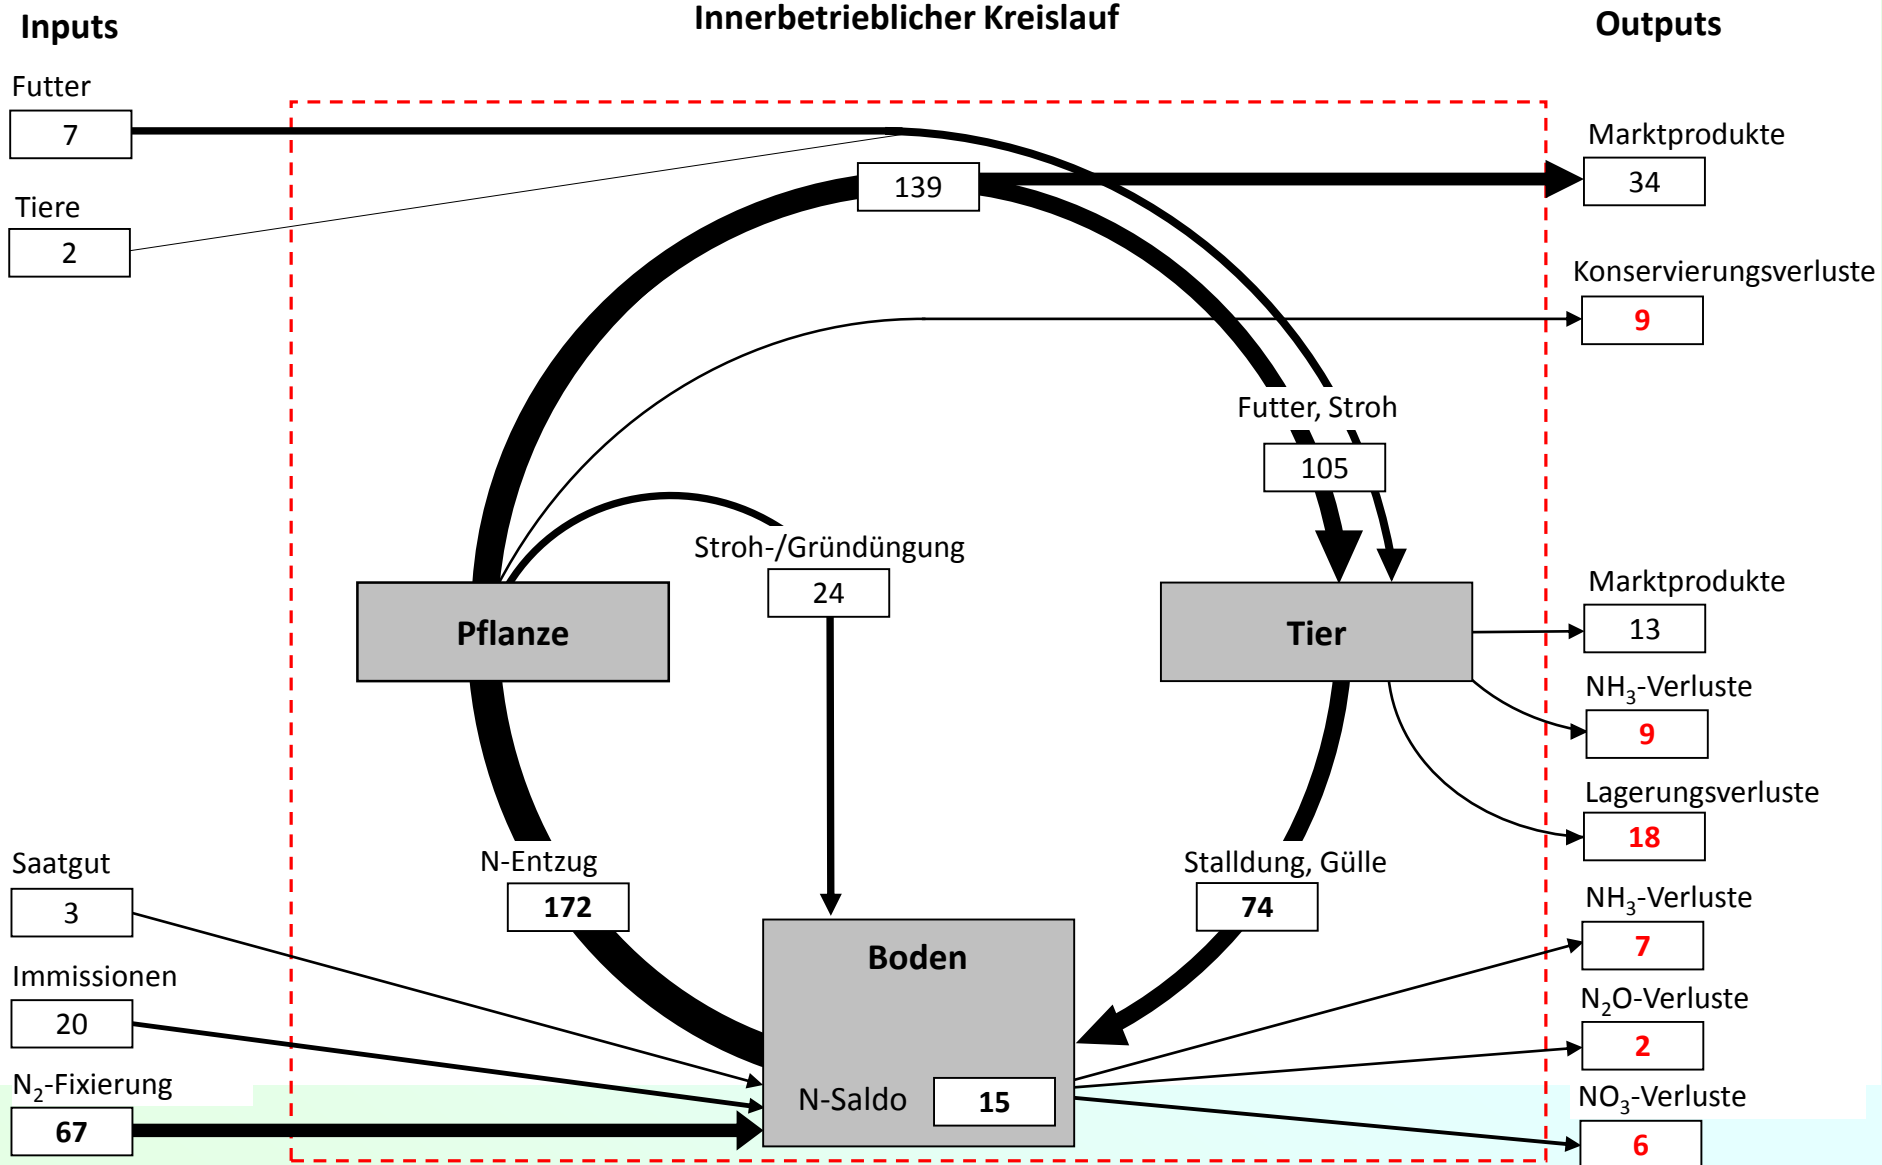 Innerbetrieblicher Kreislauf
Inputs
Outputs
Futter
7
Tiere
2
139
Marktprodukte
34
Konservierungsverluste
9
Futter, Stroh
105
Stroh-/Gründüngung
24
Pflanze
Tier
Marktprodukte
13
NH₃-Verluste
9
Lagerungsverluste
18
N-Entzug
172
Stalldung, Gülle
74
Saatgut
3
Immissionen
20
N₂-Fixierung
67
Boden
N-Saldo 15
NH₃-Verluste
7
N₂O-Verluste
2
NO₃-Verluste
6